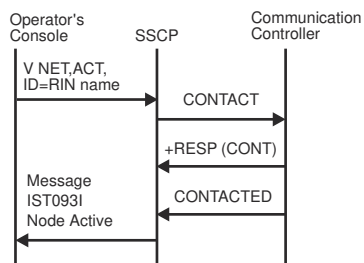 Operator's
Console
SSCP
Communication
Controller
V NET,ACT,
ID=RIN name
CONTACT
+RESP (CONT)
CONTACTED
Message
IST093I
Node Active